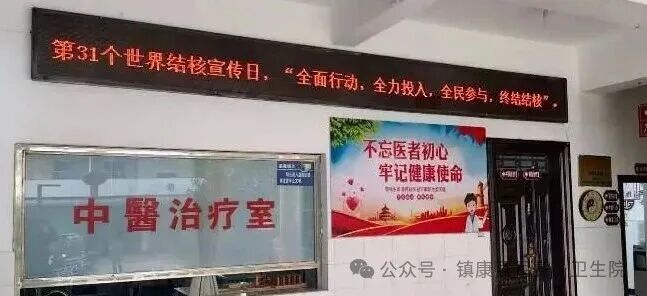 第31个世界结核宣传日，“全面行动，全力投入，全民参与，终结结核”。
不忘医者初心
牢记健康使命
中醫治疗室
公众号 · 镇康
卫生院